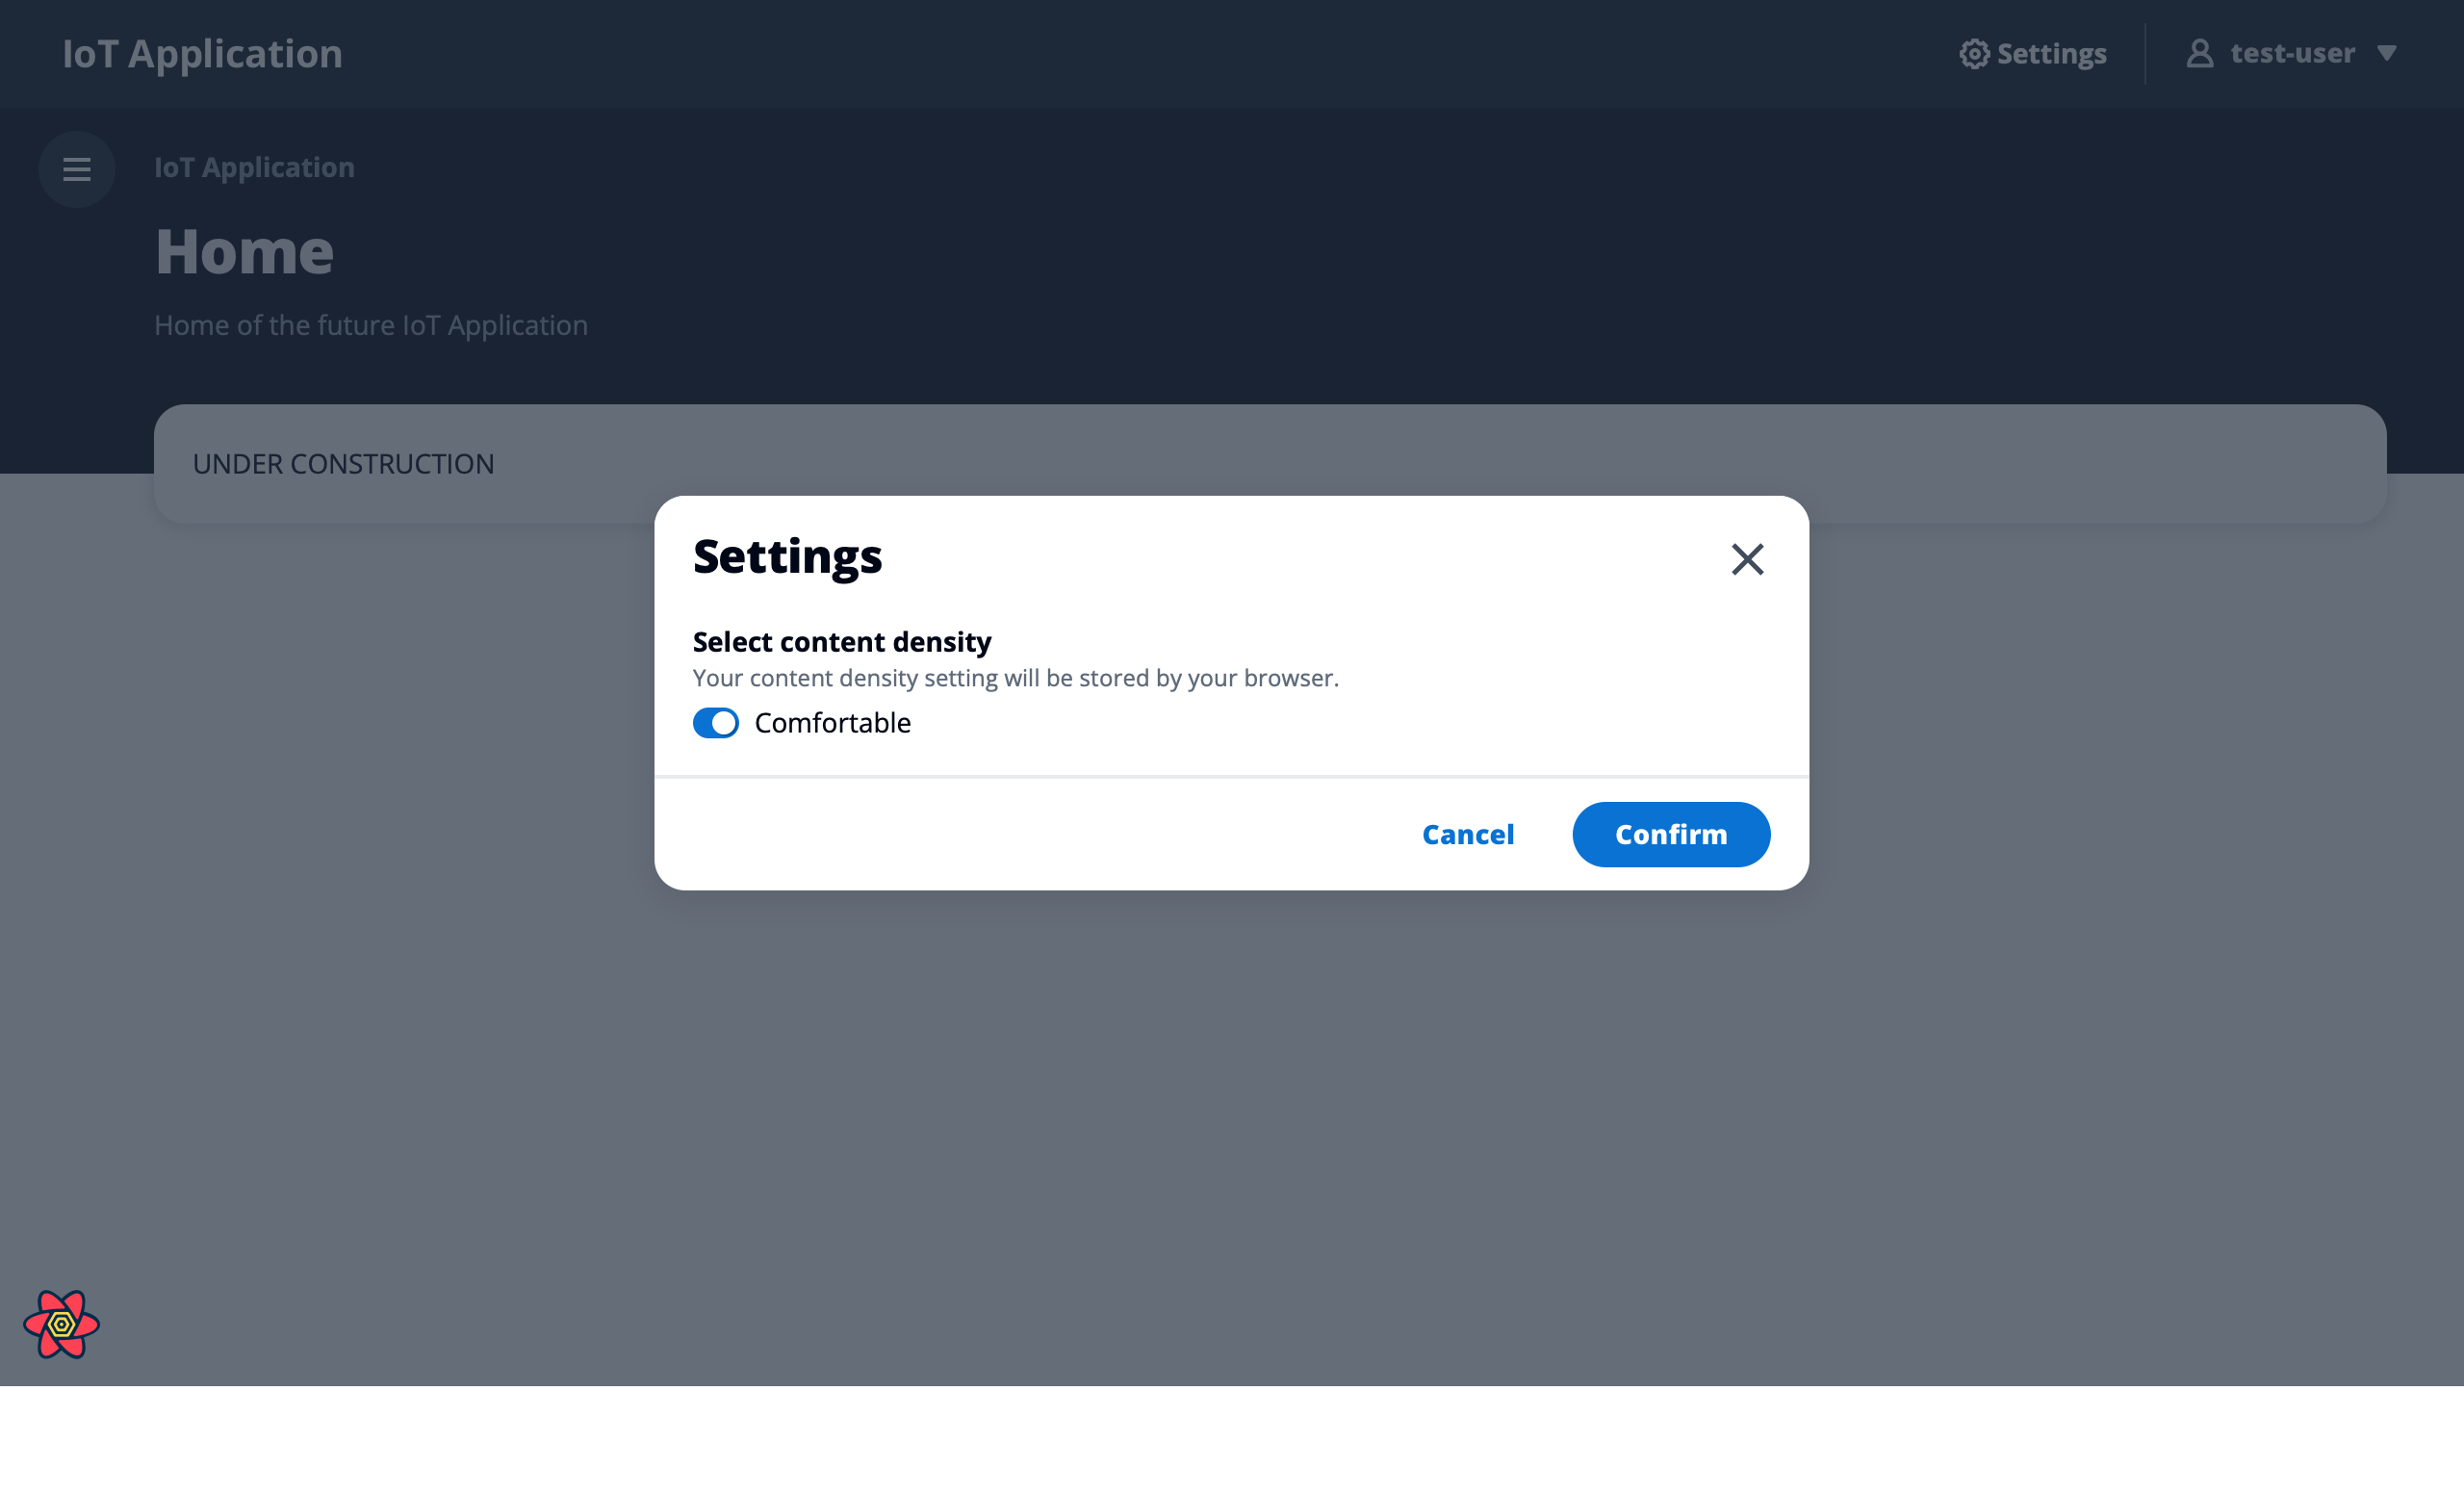 IoT Application
Settings
test-user
IoT Application
Home
Home of the future IoT Application
UNDER CONSTRUCTION
Settings
Select content density
Your content density setting will be stored by your browser.
Comfortable
Cancel
Confirm